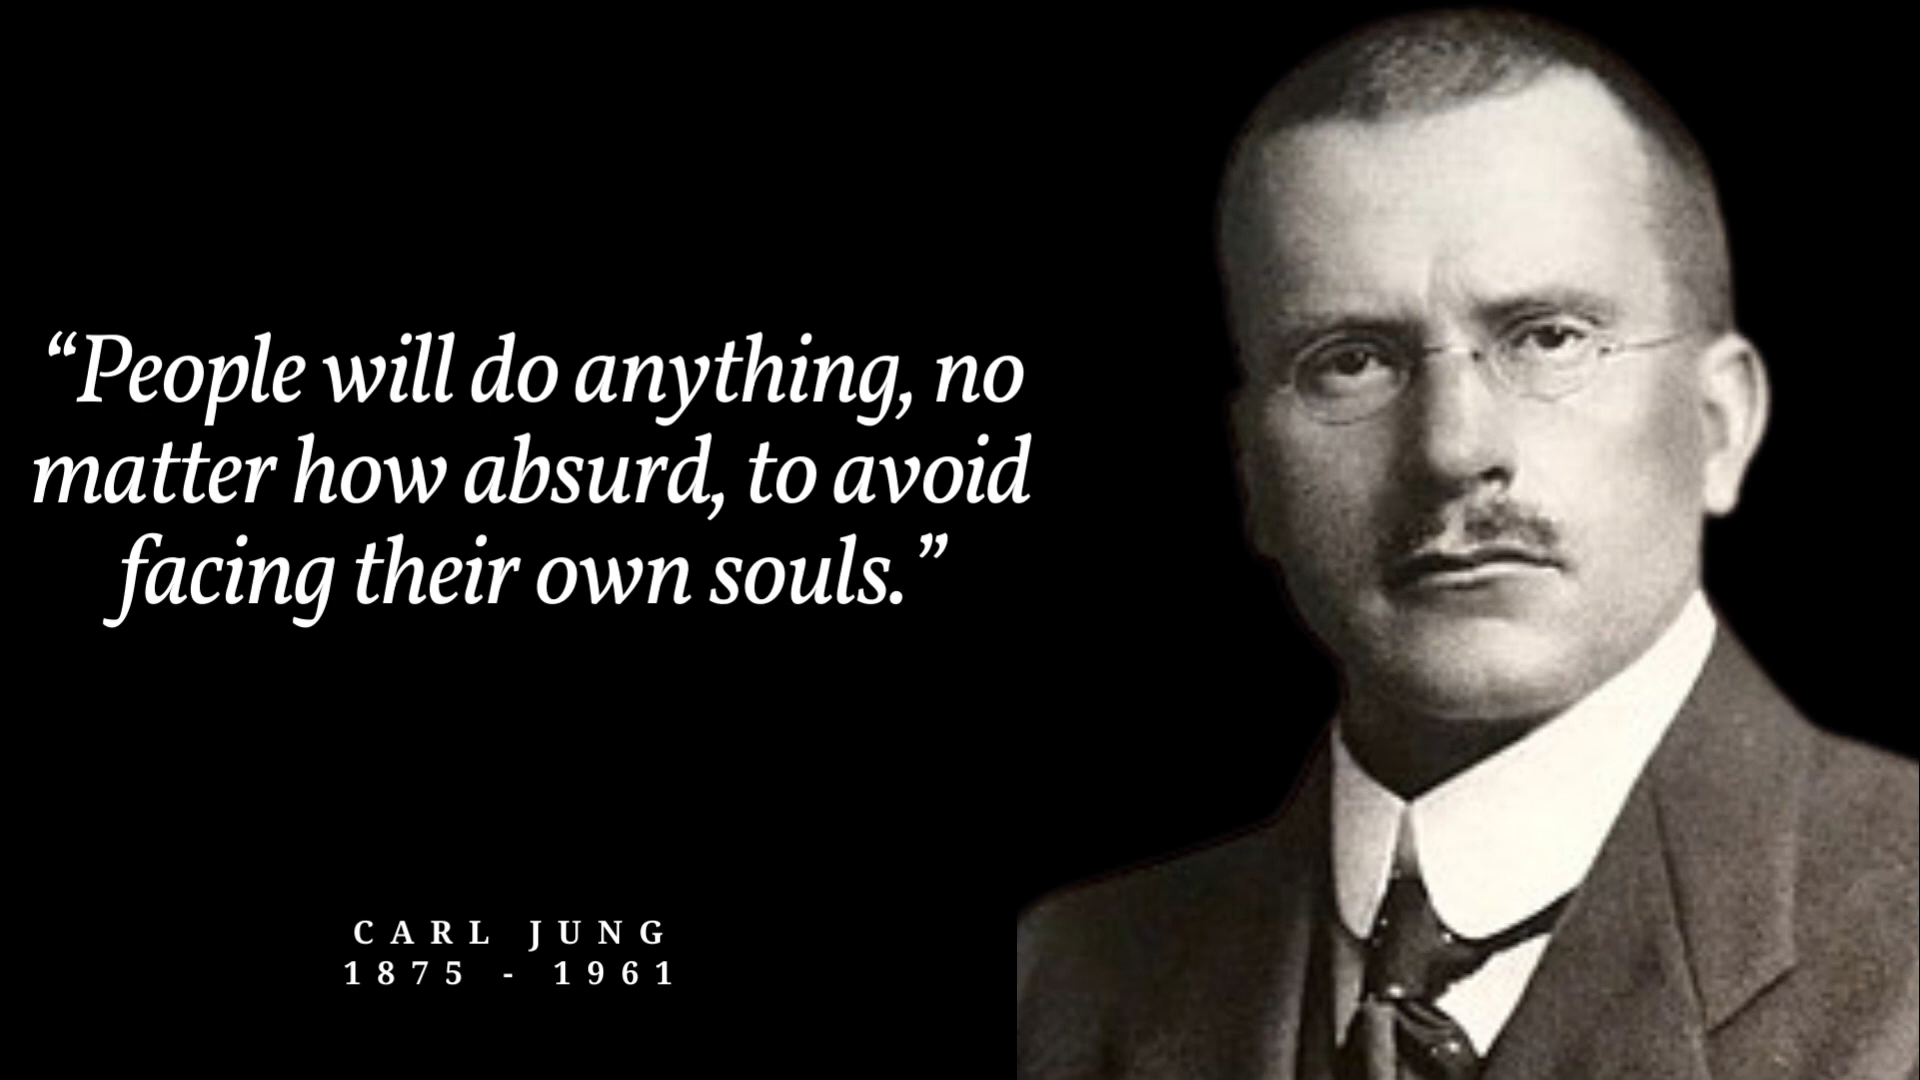 “People will do anything, no
matter how absurd, to avoid
facing their own souls.”
CARL JUNG
1875 - 1961